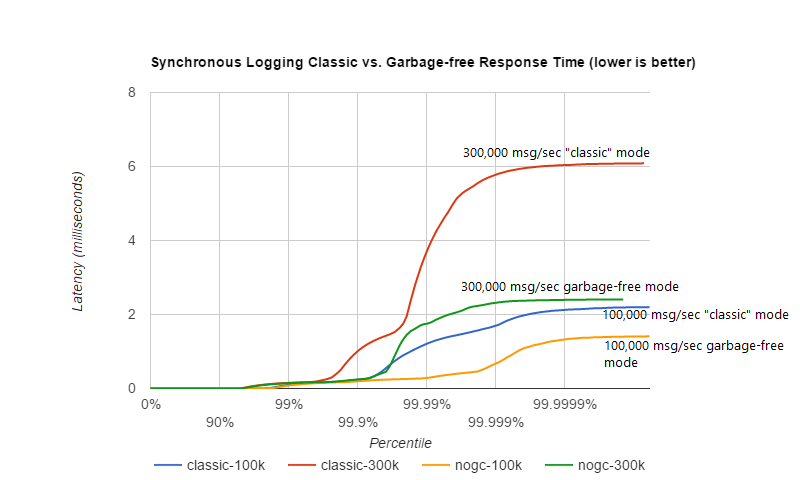 Synchronous Logging Classic vs. Garbage-free Response Time (lower is better)
8
6
4
2
0
Latency (milliseconds)
300,000 msg/sec "classic" mode
300,000 msg/sec garbage-free mode
100,000 msg/sec "classic" mode
100,000 msg/sec garbage-free
mode
0%
90%
99%
99.9%
99.99%
99.999%
99.9999%
Percentile
classic-100k
classic-300k
nogc-100k
nogc-300k